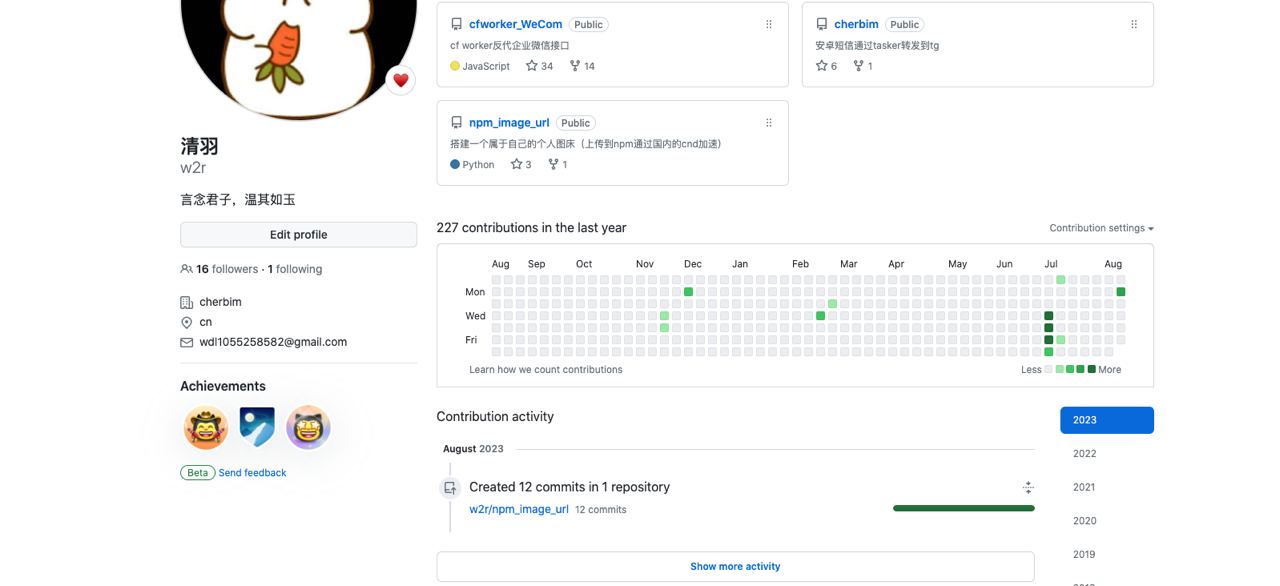 cfworker_WeCom Public
cf worker反代企业微信接口
JavaScript 34 14
cherbim Public
安卓短信通过tasker转发到tg
6 1
npm_image_url Public
搭建一个属于自己的个人图床（上传到npm通过国内的cnd加速）
Python 3 1
清羽
w2r
言念君子，温其如玉
Edit profile
16 followers · 1 following
cherbim
cn
wdl1055258582@gmail.com
Achievements
Beta Send feedback
227 contributions in the last year
Contribution settings
Aug Sep Oct Nov Dec Jan Feb Mar Apr May Jun Jul Aug
Mon
Wed
Fri
Learn how we count contributions
Less More
Contribution activity
August 2023
Created 12 commits in 1 repository
w2r/npm_image_url 12 commits
Show more activity
2023
2022
2021
2020
2019